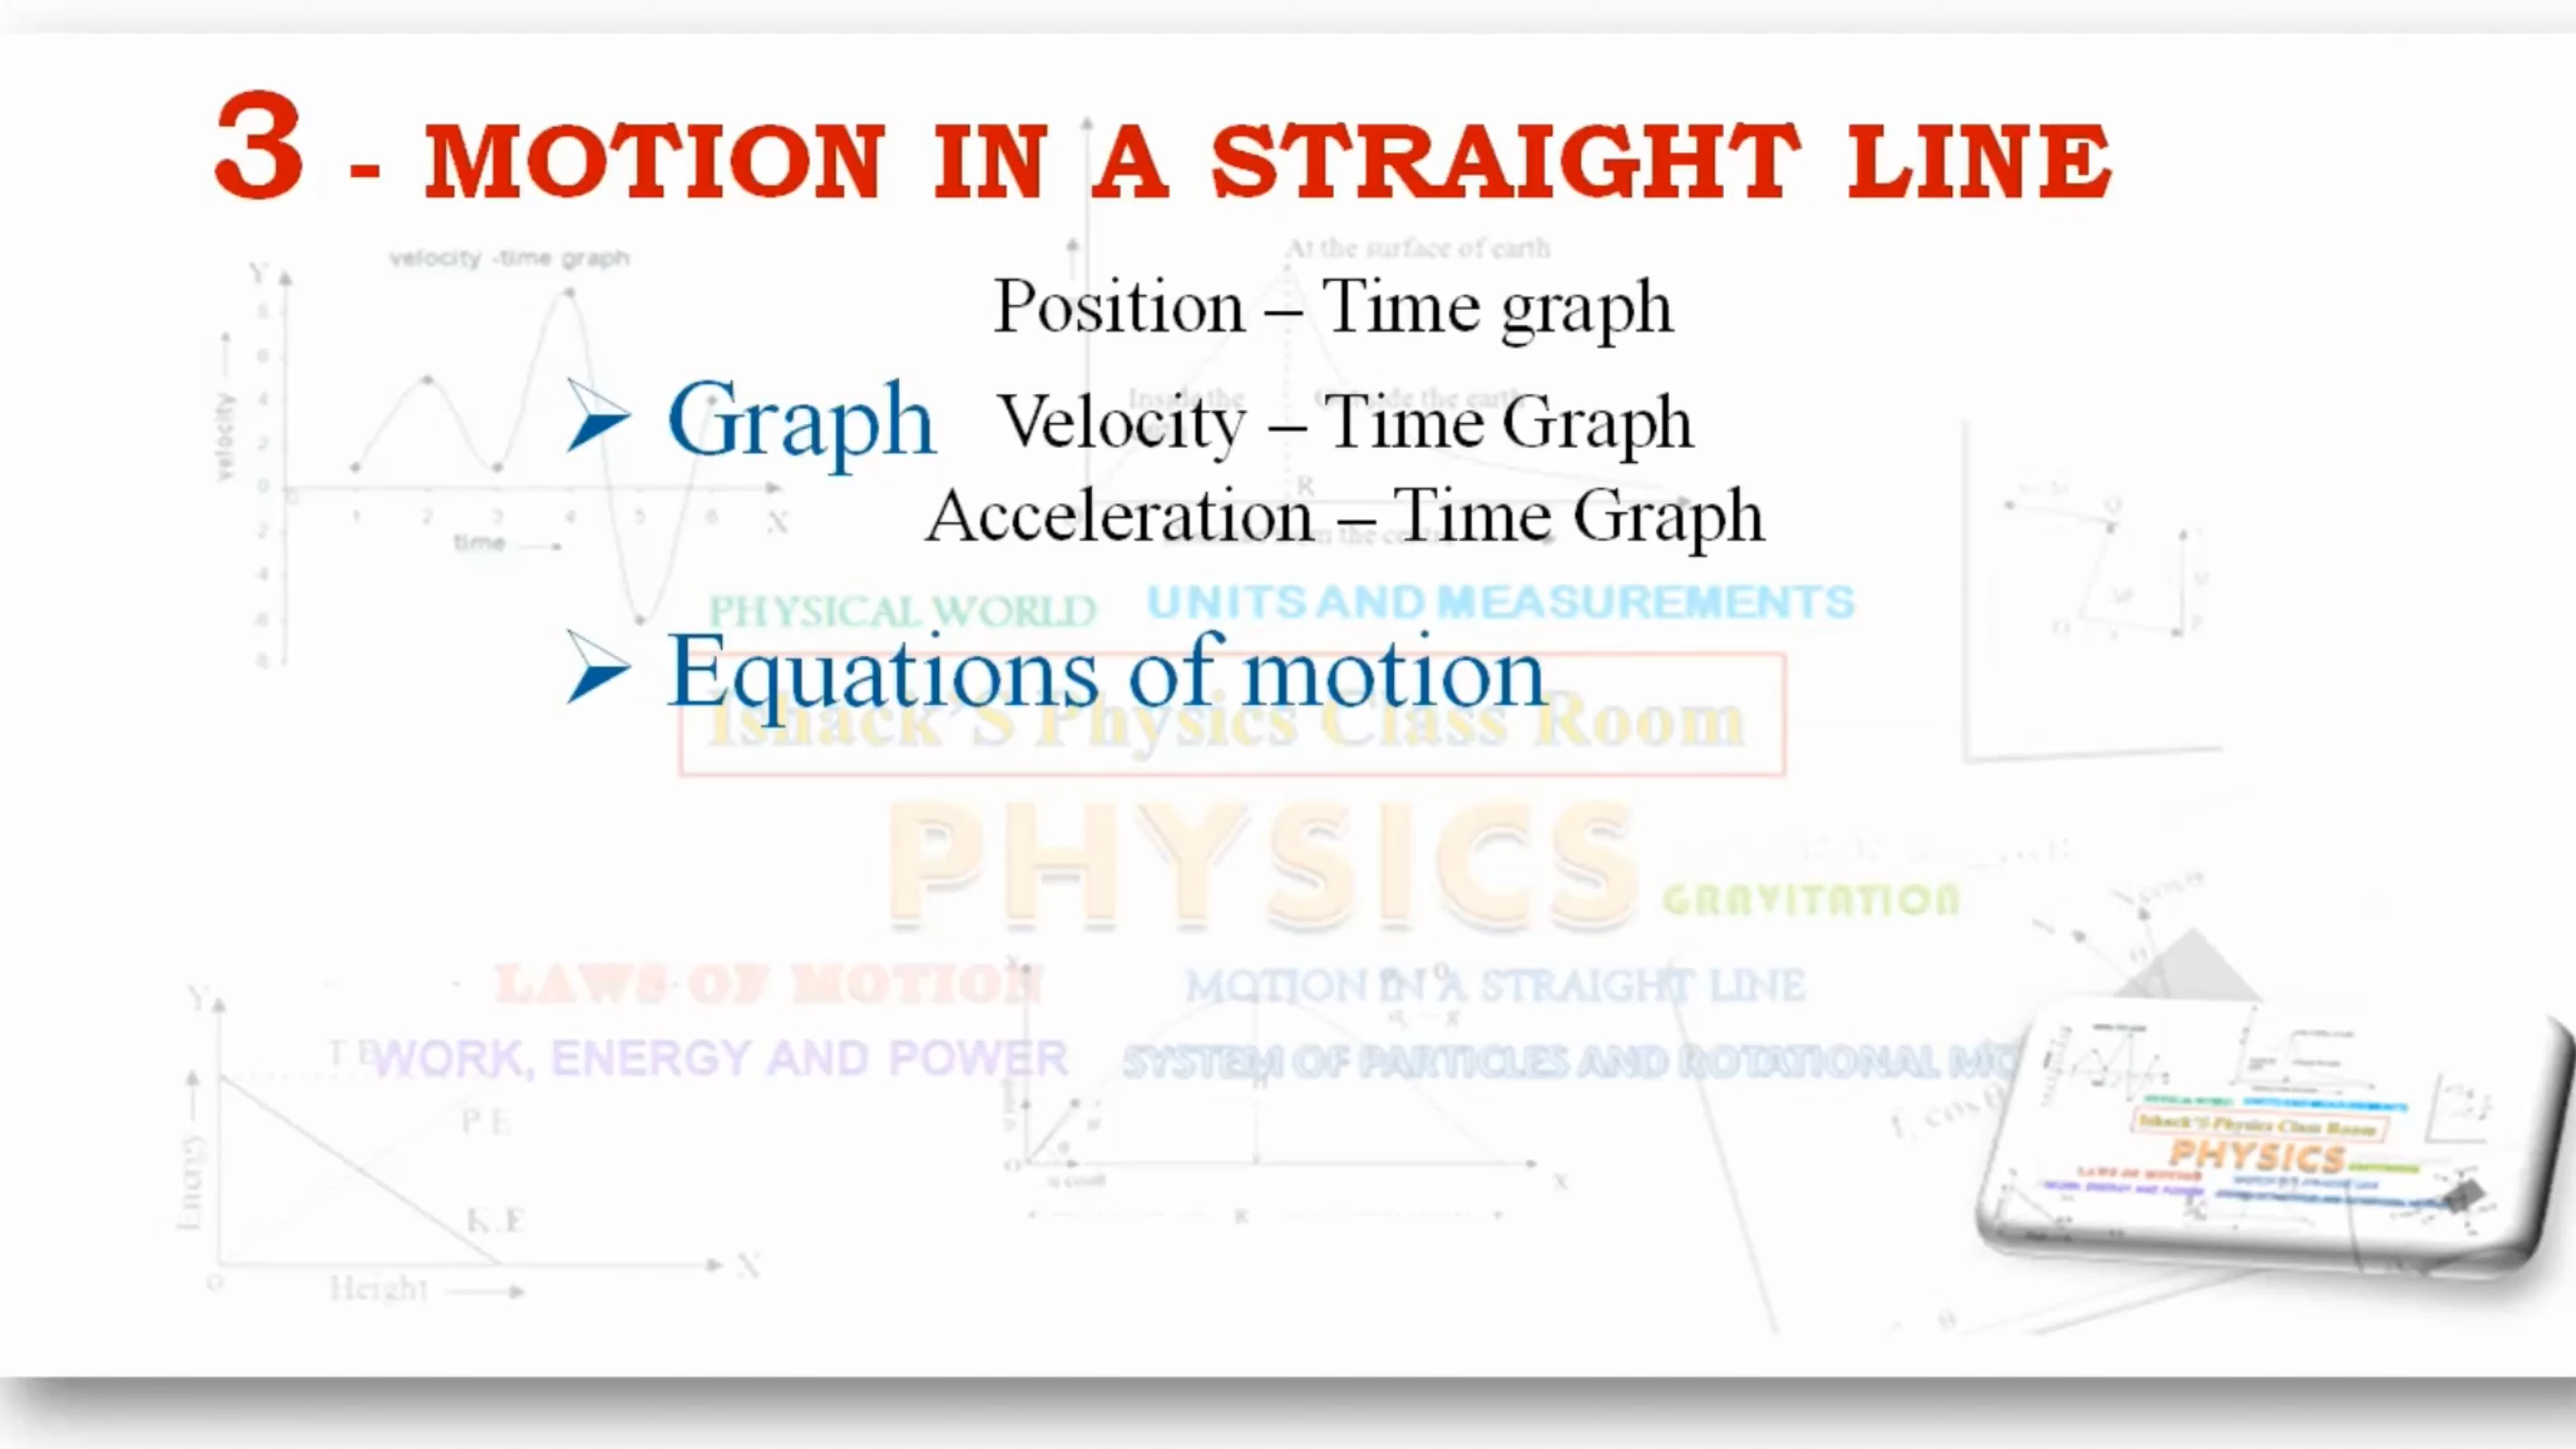 3 - MOTION IN A STRAIGHT LINE
velocity -time graph
At the surface of earth
Position – Time graph
Graph
Velocity – Time Graph
Acceleration – Time Graph
velocity
time
PHYSICAL WORLD
UNITS AND MEASUREMENTS
Equations of motion
Ishack'S Physics Class Room
PHYSICS
GRAVITATION
LAWS OF MOTION
MOTION IN A STRAIGHT LINE
WORK, ENERGY AND POWER
SYSTEM OF PARTICLES AND ROTATIONAL
P E
K.E
Energy
Height